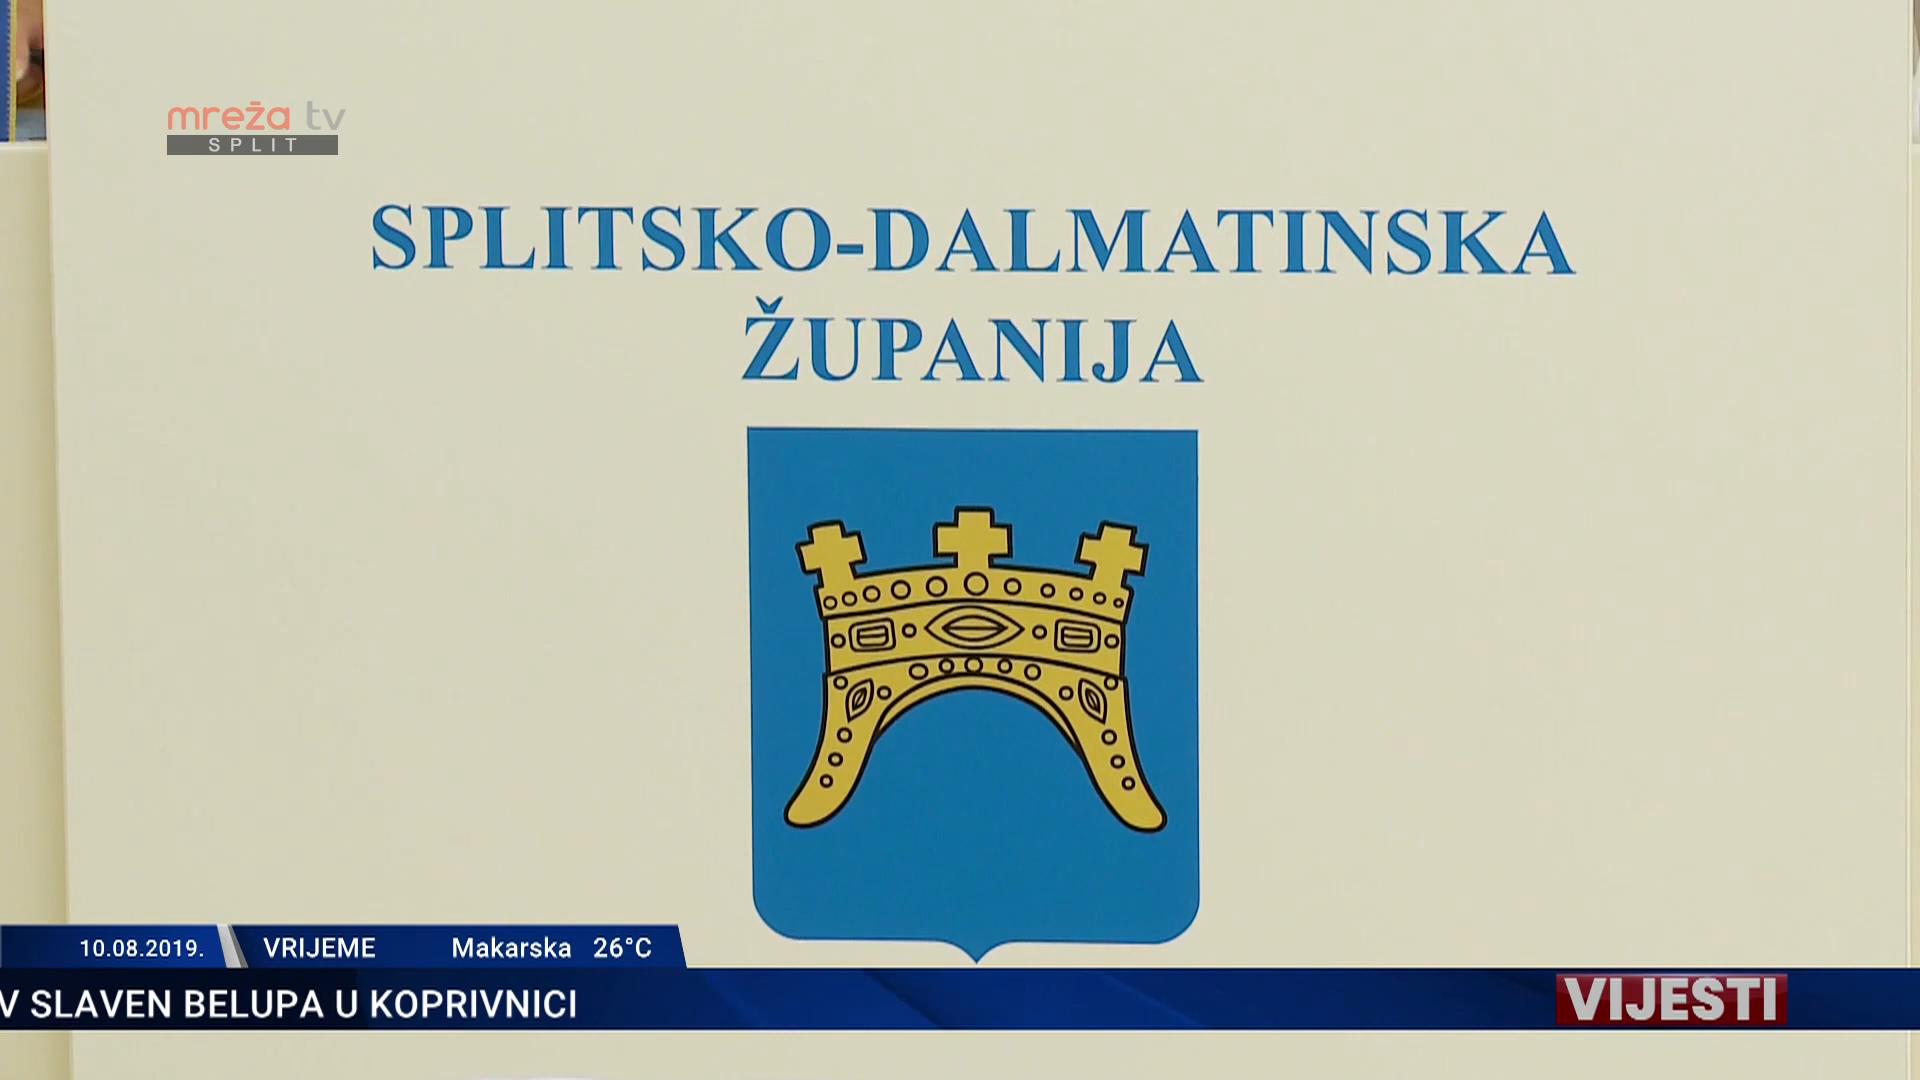 mreža tv
SPLIT
SPLITSKO-DALMATINSKA
ŽUPANIJA
10.08.2019. VRIJEME Makarska 26°C
V SLAVEN BELUPA U KOPRIVNICI
VIJESTI